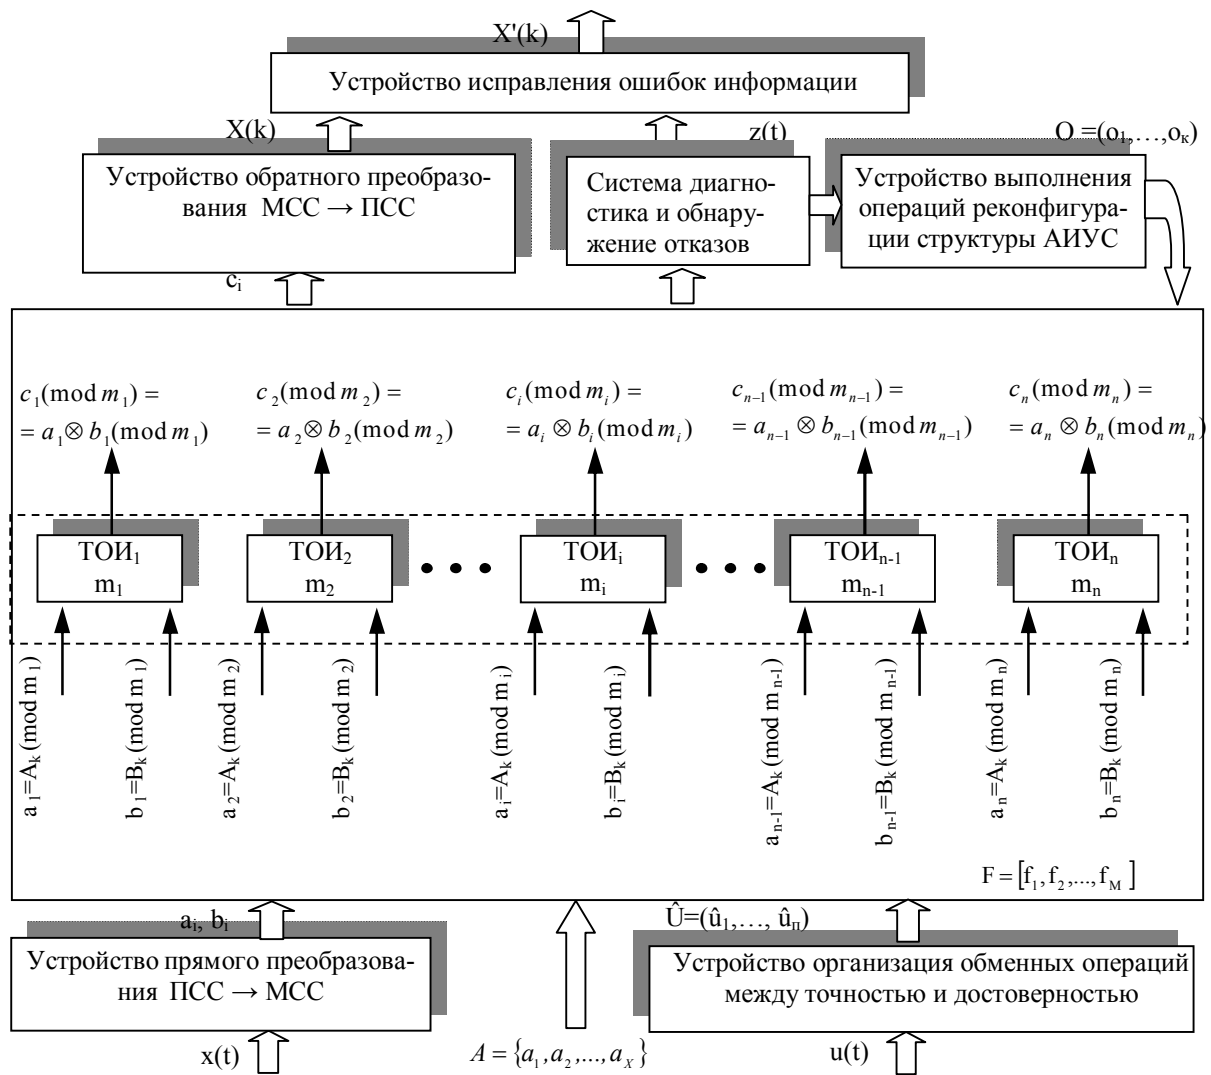 X'(k)
Устройство исправления ошибок информации
X(k)
z(t)
O =(o₁,…,oₖ)
Устройство обратного преобразо-
вания МСС → ПСС
Система диагно-
стика и обнару-
жение отказов
Устройство выполнения
операций реконфигура-
ции структуры АИУС
cᵢ
c₁(mod m₁) =
= a₁ ⊗ b₁(mod m₁)
c₂(mod m₂) =
= a₂ ⊗ b₂(mod m₂)
cᵢ(mod mᵢ) =
= aᵢ ⊗ bᵢ(mod mᵢ)
cₙ₋₁(mod mₙ₋₁) =
= aₙ₋₁ ⊗ bₙ₋₁(mod mₙ₋₁)
cₙ(mod mₙ) =
= aₙ ⊗ bₙ(mod mₙ)
ТОИ₁
m₁
ТОИ₂
m₂
• • •
ТОИᵢ
mᵢ
• • •
ТОИₙ₋₁
mₙ₋₁
ТОИₙ
mₙ
a₁=Aₖ(mod m₁)
b₁=Bₖ(mod m₁)
a₂=Aₖ(mod m₂)
b₂=Bₖ(mod m₂)
aᵢ=Aₖ(mod mᵢ)
bᵢ=Bₖ(mod mᵢ)
aₙ₋₁=Aₖ(mod mₙ₋₁)
bₙ₋₁=Bₖ(mod mₙ₋₁)
aₙ=Aₖ(mod mₙ)
bₙ=Bₖ(mod mₙ)
F = [f₁, f₂,..., f_M]
aᵢ, bᵢ
Û=(û₁,…, û_п)
Устройство прямого преобразова-
ния ПСС → МСС
Устройство организация обменных операций
между точностью и достоверностью
x(t)
A = {a₁, a₂,..., a_X}
u(t)